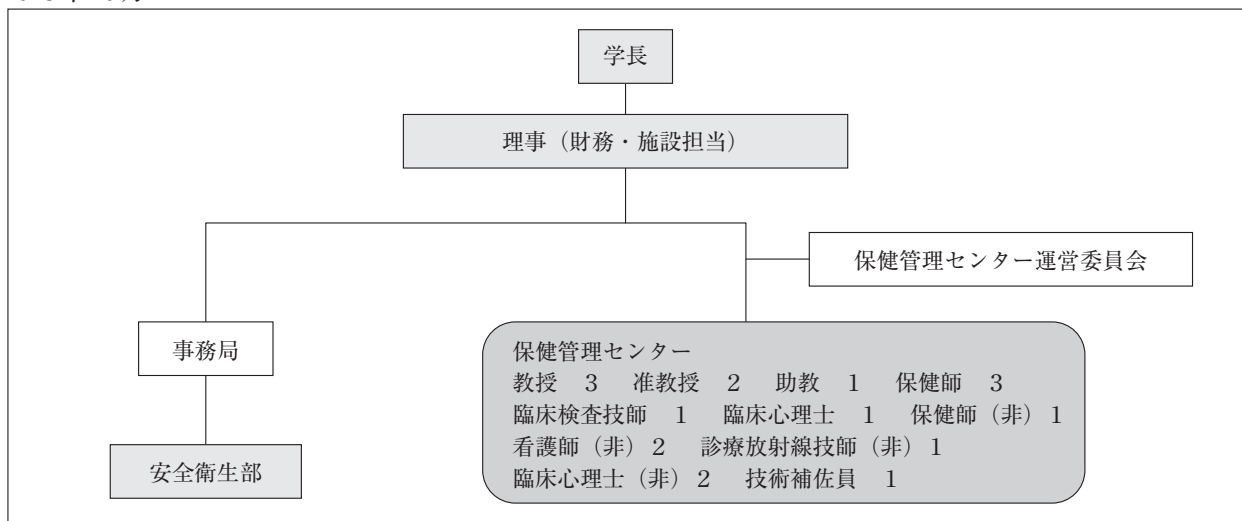 学長
理事（財務・施設担当）
保健管理センター運営委員会
事務局
安全衛生部
保健管理センター
教授　3　准教授　2　助教　1　保健師　3
臨床検査技師　1　臨床心理士　1　保健師（非）1
看護師（非）2　診療放射線技師（非）1
臨床心理士（非）2　技術補佐員　1